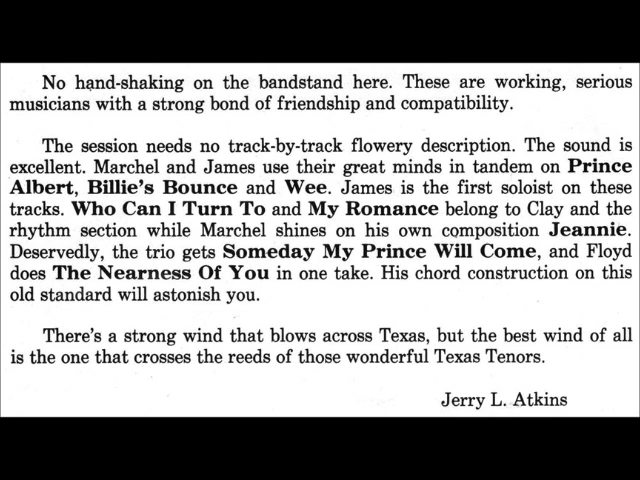 No hand-shaking on the bandstand here. These are working, serious
musicians with a strong bond of friendship and compatibility.
The session needs no track-by-track flowery description. The sound is
excellent. Marchel and James use their great minds in tandem on Prince
Albert, Billie's Bounce and Wee. James is the first soloist on these
tracks. Who Can I Turn To and My Romance belong to Clay and the
rhythm section while Marchel shines on his own composition Jeannie.
Deservedly, the trio gets Someday My Prince Will Come, and Floyd
does The Nearness Of You in one take. His chord construction on this
old standard will astonish you.
There's a strong wind that blows across Texas, but the best wind of all
is the one that crosses the reeds of those wonderful Texas Tenors.
Jerry L. Atkins